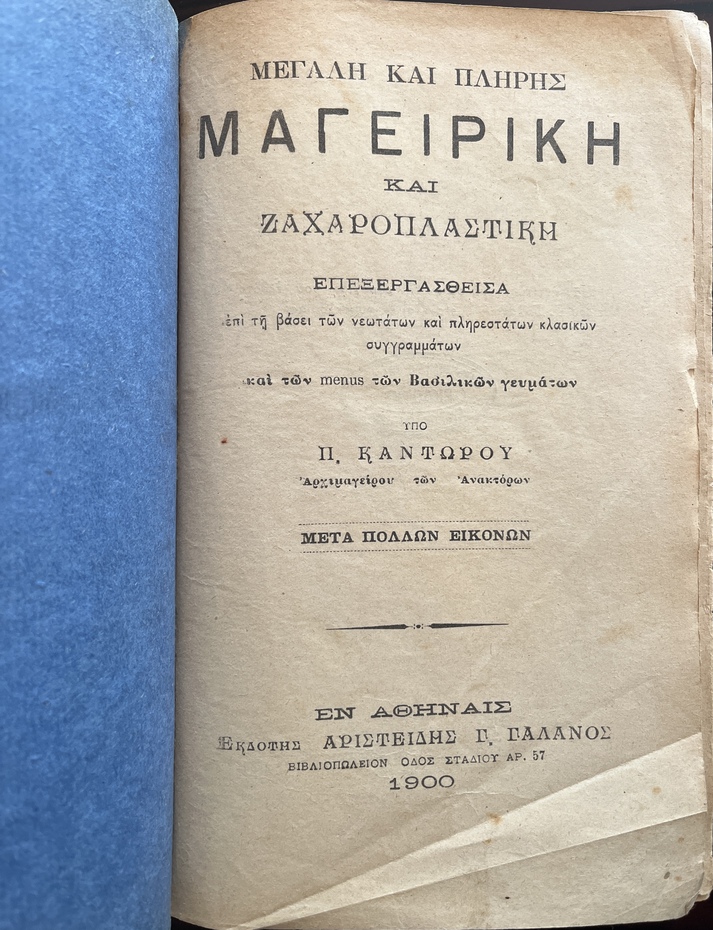 ΜΕΓΑΛΗ ΚΑΙ ΠΛΗΡΗΣ
ΜΑΓΕΙΡΙΚΗ
ΚΑΙ
ΖΑΧΑΡΟΠΛΑΣΤΙΚΗ
ΕΠΕΞΕΡΓΑΣΘΕΙΣΑ
ἐπὶ τῇ βάσει τῶν νεωτάτων καὶ πληρεστάτων κλασικῶν
συγγραμμάτων
καὶ τῶν menus τῶν Βασιλικῶν γευμάτων
ΥΠΟ
Π. ΚΑΝΤΩΡΟΥ
Ἀρχιμαγείρου τῶν Ἀνακτόρων
ΜΕΤΑ ΠΟΛΛΩΝ ΕΙΚΟΝΩΝ
ΕΝ ΑΘΗΝΑΙΣ
ΕΚΔΟΤΗΣ ΑΡΙΣΤΕΙΔΗΣ Γ. ΓΑΛΑΝΟΣ
ΒΙΒΛΙΟΠΩΛΕΙΟΝ ΟΔΟΣ ΣΤΑΔΙΟΥ ΑΡ. 57
1900